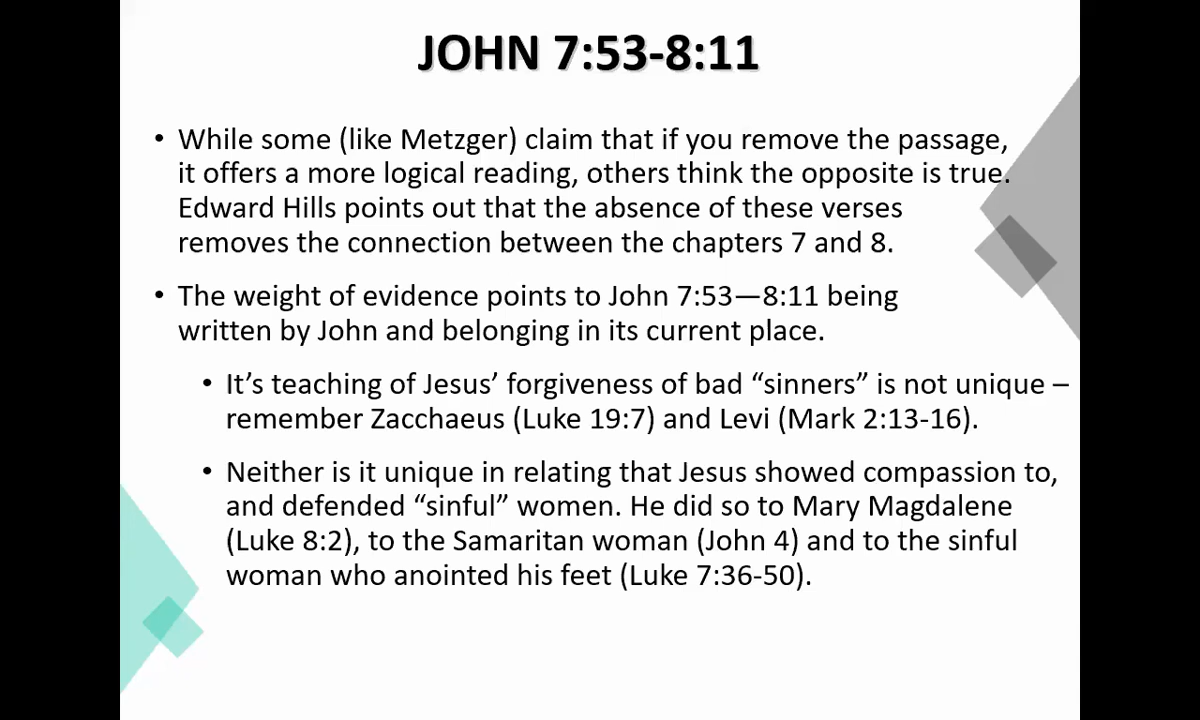 JOHN 7:53-8:11
• While some (like Metzger) claim that if you remove the passage,
it offers a more logical reading, others think the opposite is true.
Edward Hills points out that the absence of these verses
removes the connection between the chapters 7 and 8.
• The weight of evidence points to John 7:53—8:11 being
written by John and belonging in its current place.
• It’s teaching of Jesus’ forgiveness of bad “sinners” is not unique –
remember Zacchaeus (Luke 19:7) and Levi (Mark 2:13-16).
• Neither is it unique in relating that Jesus showed compassion to,
and defended “sinful” women. He did so to Mary Magdalene
(Luke 8:2), to the Samaritan woman (John 4) and to the sinful
woman who anointed his feet (Luke 7:36-50).